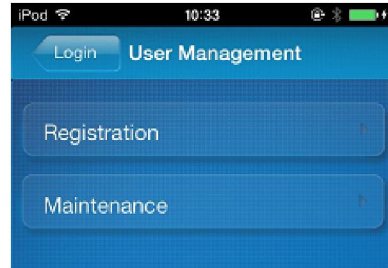 iPod 10:33
Login User Management
Registration
Maintenance